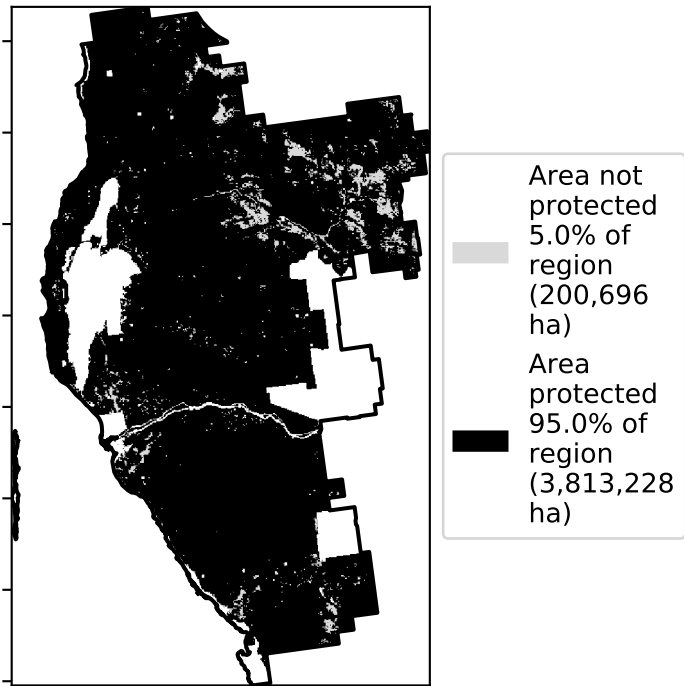 Area not
protected
5.0% of
region
(200,696
ha)
Area
protected
95.0% of
region
(3,813,228
ha)